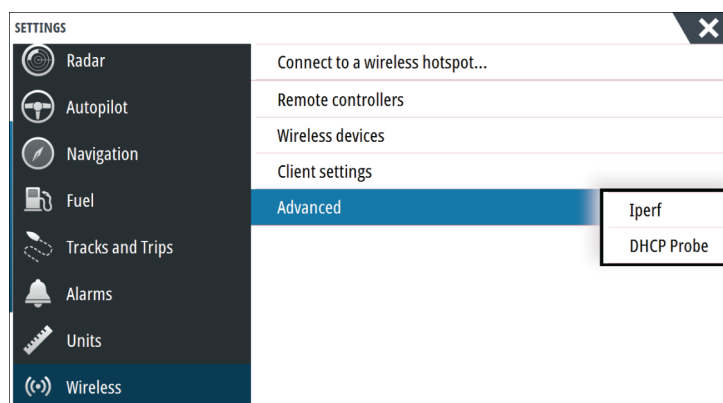 SETTINGS
Radar
Autopilot
Navigation
Fuel
Tracks and Trips
Alarms
Units
Wireless
Connect to a wireless hotspot...
Remote controllers
Wireless devices
Client settings
Advanced
Iperf
DHCP Probe